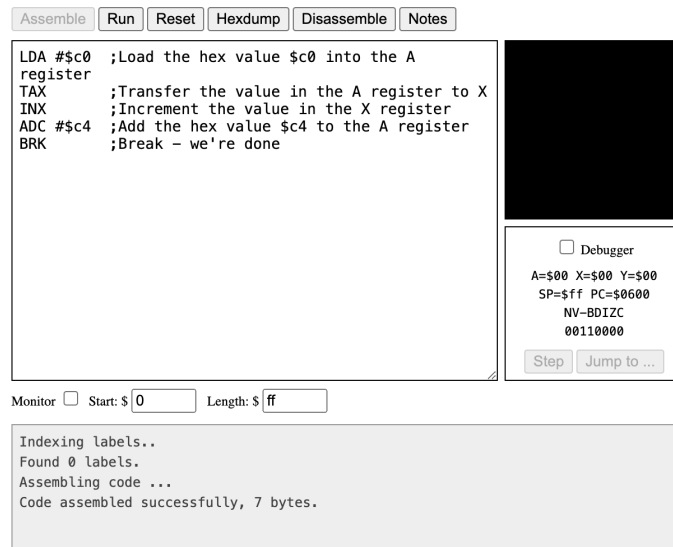 Assemble Run Reset Hexdump Disassemble Notes
LDA #$c0  ;Load the hex value $c0 into the A
register
TAX       ;Transfer the value in the A register to X
INX       ;Increment the value in the X register
ADC #$c4  ;Add the hex value $c4 to the A register
BRK       ;Break – we're done
Debugger
A=$00 X=$00 Y=$00
SP=$ff PC=$0600
NV-BDIZC
00110000
Step Jump to ...
Monitor Start: $ 0 Length: $ ff
Indexing labels..
Found 0 labels.
Assembling code ...
Code assembled successfully, 7 bytes.